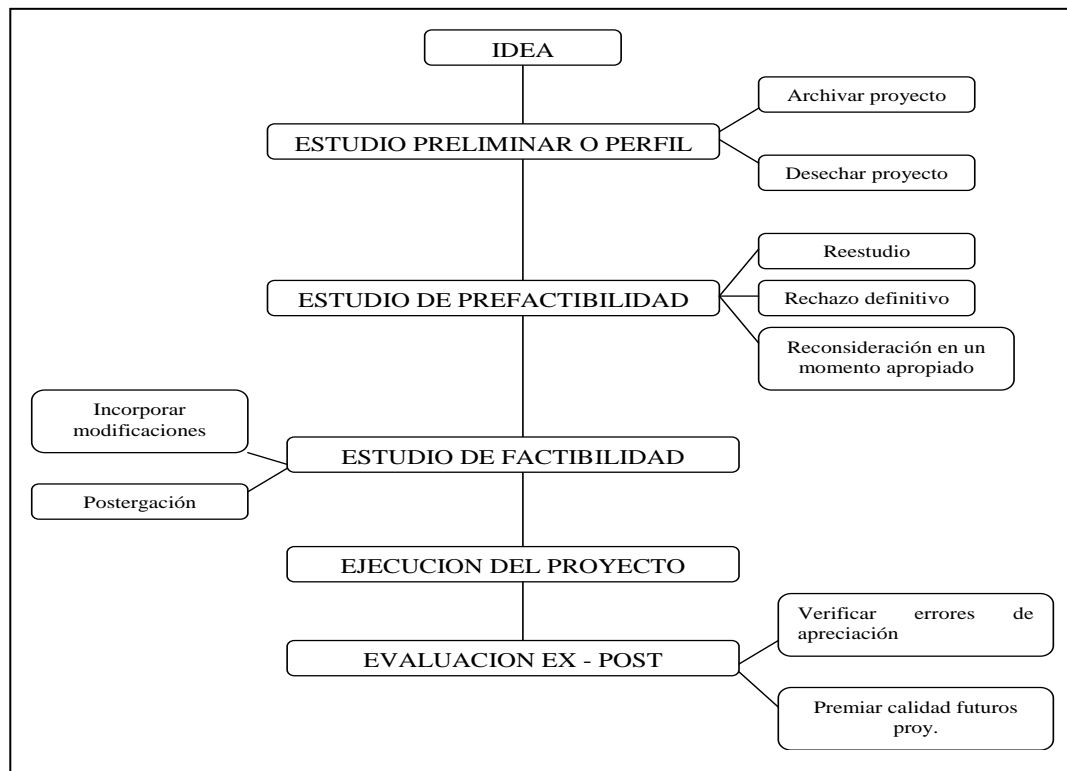 IDEA
Archivar proyecto
ESTUDIO PRELIMINAR O PERFIL
Desechar proyecto
Reestudio
ESTUDIO DE PREFACTIBILIDAD
Rechazo definitivo
Reconsideración en un
momento apropiado
Incorporar
modificaciones
ESTUDIO DE FACTIBILIDAD
Postergación
EJECUCION DEL PROYECTO
Verificar errores de
apreciación
EVALUACION EX - POST
Premiar calidad futuros
proy.